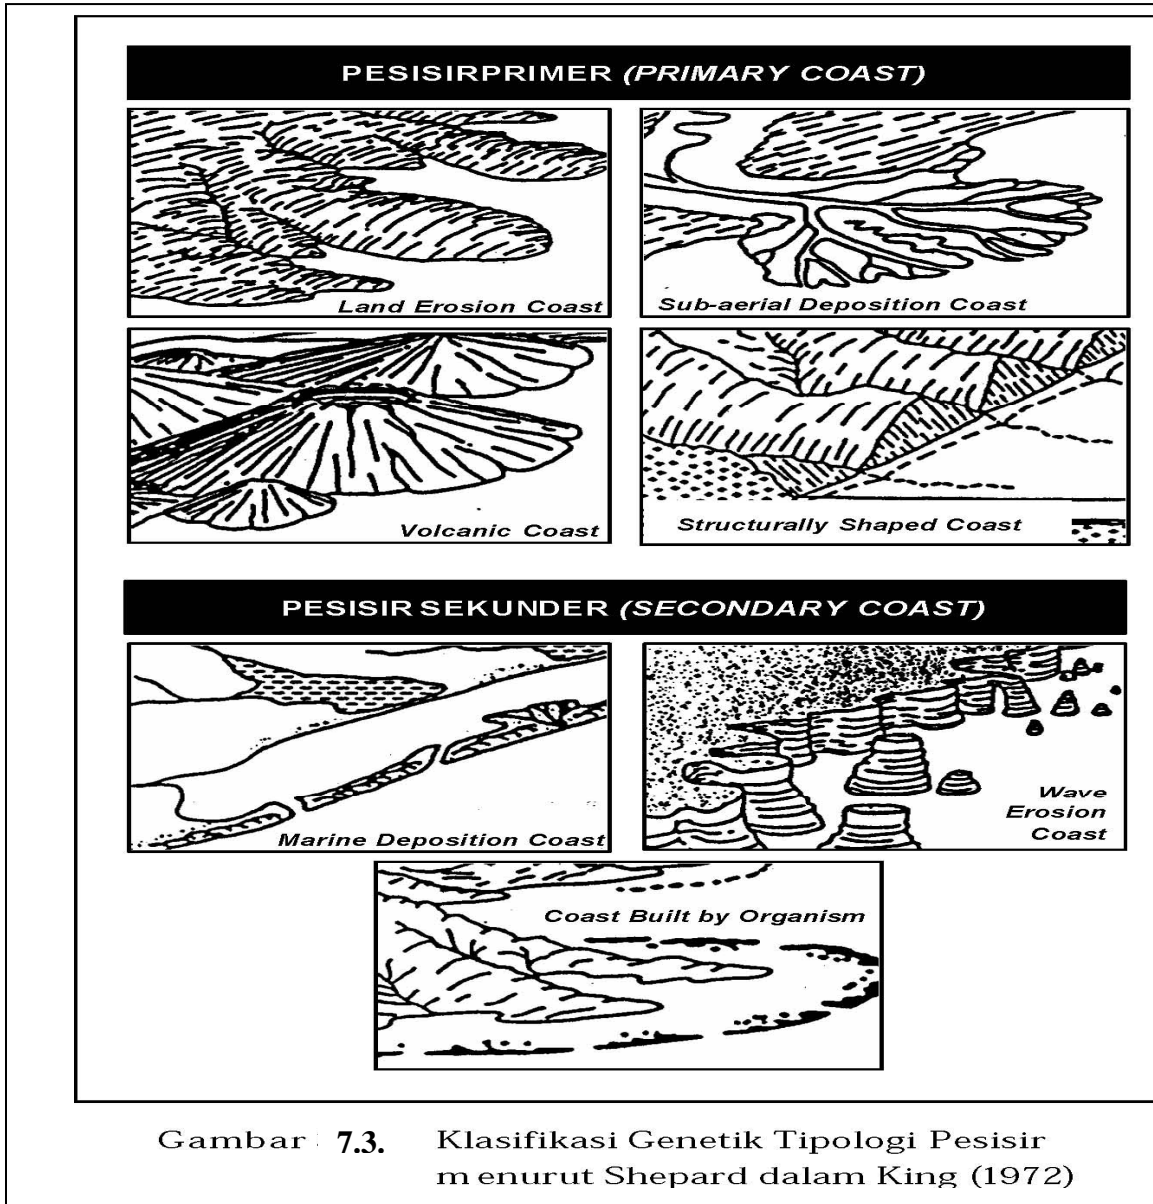 PESISIRPRIMER (PRIMARY COAST)
Land Erosion Coast
Sub-aerial Deposition Coast
Volcanic Coast
Structurally Shaped Coast
PESISIR SEKUNDER (SECONDARY COAST)
Marine Deposition Coast
Wave
Erosion
Coast
Coast Built by Organism
Gambar : 7.3. Klasifikasi Genetik Tipologi Pesisir
menurut Shepard dalam King (1972)